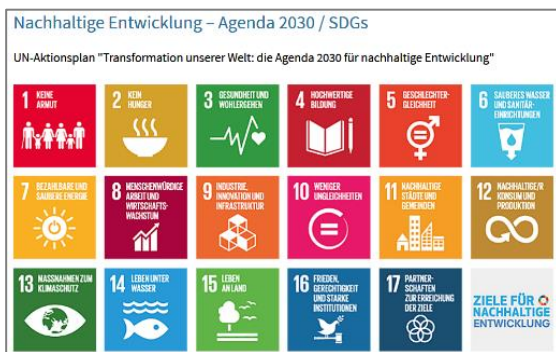 Nachhaltige Entwicklung – Agenda 2030 / SDGs
UN-Aktionsplan "Transformation unserer Welt: die Agenda 2030 für nachhaltige Entwicklung"
1 KEINE
ARMUT
2 KEIN
HUNGER
3 GESUNDHEIT UND
WOHLERGEHEN
4 HOCHWERTIGE
BILDUNG
5 GESCHLECHTER-
GLEICHHEIT
6 SAUBERES WASSER
UND SANITÄR-
EINRICHTUNGEN
7 BEZAHLBARE UND
SAUBERE ENERGIE
8 MENSCHENWÜRDIGE
ARBEIT UND
WIRTSCHAFTS-
WACHSTUM
9 INDUSTRIE,
INNOVATION UND
INFRASTRUKTUR
10 WENIGER
UNGLEICHHEITEN
11 NACHHALTIGE
STÄDTE UND
GEMEINDEN
12 NACHHALTIGE/R
KONSUM UND
PRODUKTION
13 MASSNAHMEN ZUM
KLIMASCHUTZ
14 LEBEN UNTER
WASSER
15 LEBEN
AN LAND
16 FRIEDEN,
GERECHTIGKEIT
UND STARKE
INSTITUTIONEN
17 PARTNER-
SCHAFTEN
ZUR ERREICHUNG
DER ZIELE
ZIELE FÜR
NACHHALTIGE
ENTWICKLUNG